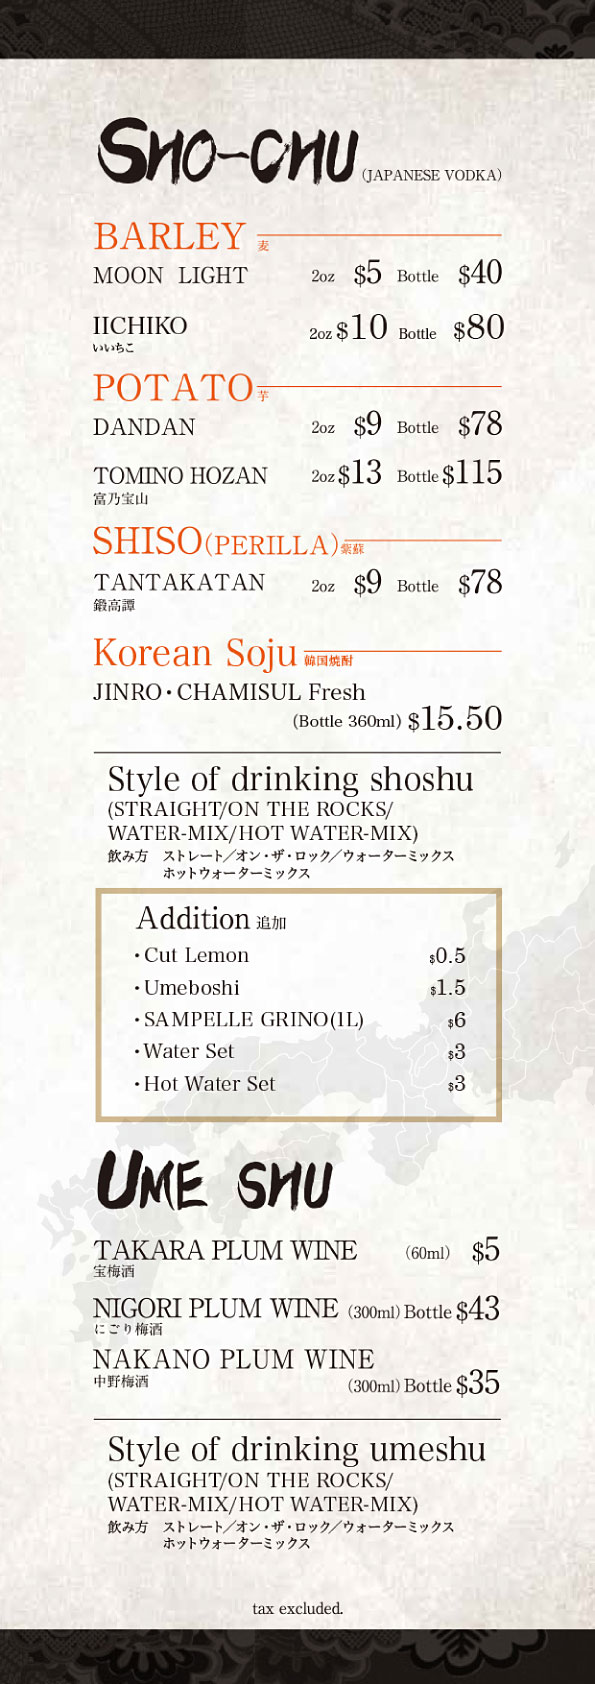 SHO-CHU (JAPANESE VODKA)
BARLEY 麦
MOON LIGHT 2oz $5 Bottle $40
IICHIKO 2oz $10 Bottle $80
いいちこ
POTATO 芋
DANDAN 2oz $9 Bottle $78
TOMINO HOZAN 2oz $13 Bottle $115
富乃宝山
SHISO(PERILLA) 紫蘇
TANTAKATAN 2oz $9 Bottle $78
鍛高譚
Korean Soju 韓国焼酎
JINRO・CHAMISUL Fresh
(Bottle 360ml) $15.50
Style of drinking shoshu
(STRAIGHT/ON THE ROCKS/
WATER-MIX/HOT WATER-MIX)
飲み方 ストレート／オン・ザ・ロック／ウォーターミックス
ホットウォーターミックス
Addition 追加
・Cut Lemon $0.5
・Umeboshi $1.5
・SAMPELLE GRINO(1L) $6
・Water Set $3
・Hot Water Set $3
UME SHU
TAKARA PLUM WINE (60ml) $5
宝梅酒
NIGORI PLUM WINE (300ml) Bottle $43
にごり梅酒
NAKANO PLUM WINE
中野梅酒 (300ml) Bottle $35
Style of drinking umeshu
(STRAIGHT/ON THE ROCKS/
WATER-MIX/HOT WATER-MIX)
飲み方 ストレート／オン・ザ・ロック／ウォーターミックス
ホットウォーターミックス
tax excluded.